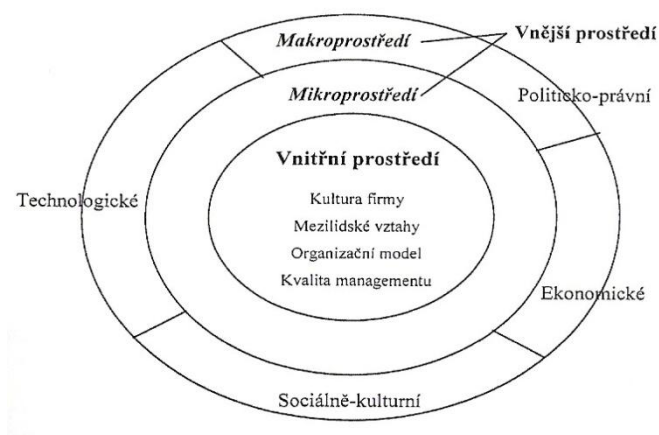 Makroprostředí
Vnější prostředí
Mikroprostředí
Politicko-právní
Vnitřní prostředí
Technologické
Kultura firmy
Mezilidské vztahy
Organizační model
Kvalita managementu
Ekonomické
Sociálně-kulturní